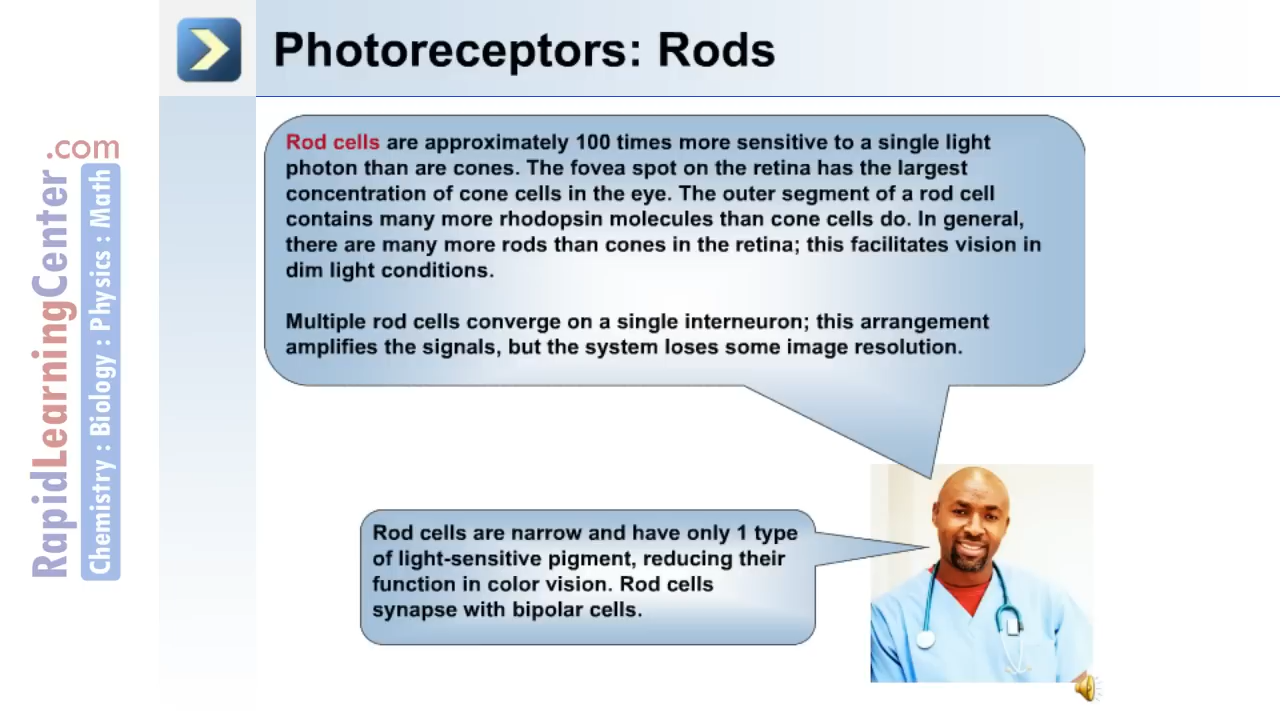 Photoreceptors: Rods
Rod cells are approximately 100 times more sensitive to a single light
photon than are cones. The fovea spot on the retina has the largest
concentration of cone cells in the eye. The outer segment of a rod cell
contains many more rhodopsin molecules than cone cells do. In general,
there are many more rods than cones in the retina; this facilitates vision in
dim light conditions.
Multiple rod cells converge on a single interneuron; this arrangement
amplifies the signals, but the system loses some image resolution.
Rod cells are narrow and have only 1 type
of light-sensitive pigment, reducing their
function in color vision. Rod cells
synapse with bipolar cells.
RapidLearningCenter.com
Chemistry : Biology : Physics : Math